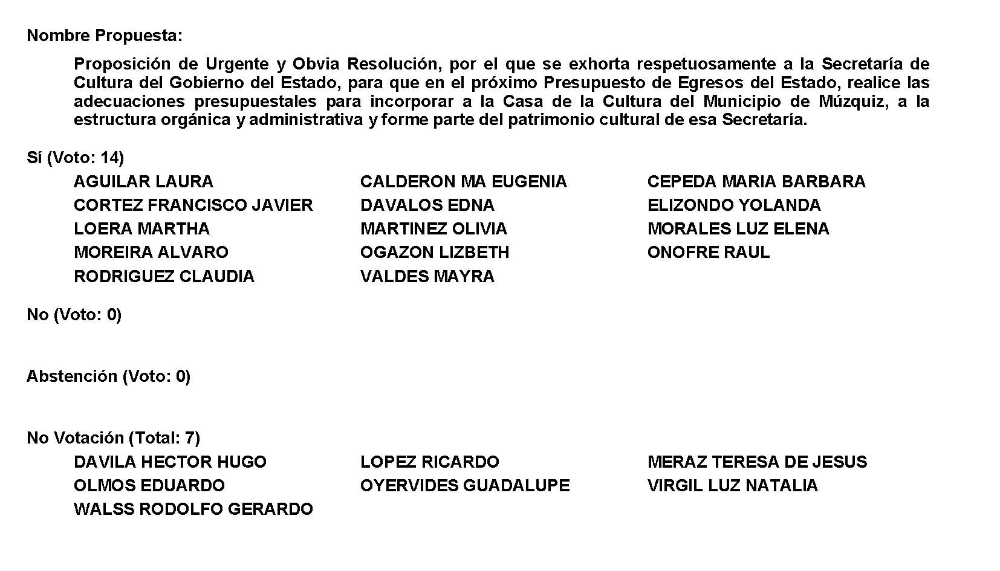 Nombre Propuesta:
Proposición de Urgente y Obvia Resolución, por el que se exhorta respetuosamente a la Secretaría de
Cultura del Gobierno del Estado, para que en el próximo Presupuesto de Egresos del Estado, realice las
adecuaciones presupuestales para incorporar a la Casa de la Cultura del Municipio de Múzquiz, a la
estructura orgánica y administrativa y forme parte del patrimonio cultural de esa Secretaría.
Sí (Voto: 14)
AGUILAR LAURA CALDERON MA EUGENIA CEPEDA MARIA BARBARA
CORTEZ FRANCISCO JAVIER DAVALOS EDNA ELIZONDO YOLANDA
LOERA MARTHA MARTINEZ OLIVIA MORALES LUZ ELENA
MOREIRA ALVARO OGAZON LIZBETH ONOFRE RAUL
RODRIGUEZ CLAUDIA VALDES MAYRA
No (Voto: 0)
Abstención (Voto: 0)
No Votación (Total: 7)
DAVILA HECTOR HUGO LOPEZ RICARDO MERAZ TERESA DE JESUS
OLMOS EDUARDO OYERVIDES GUADALUPE VIRGIL LUZ NATALIA
WALSS RODOLFO GERARDO